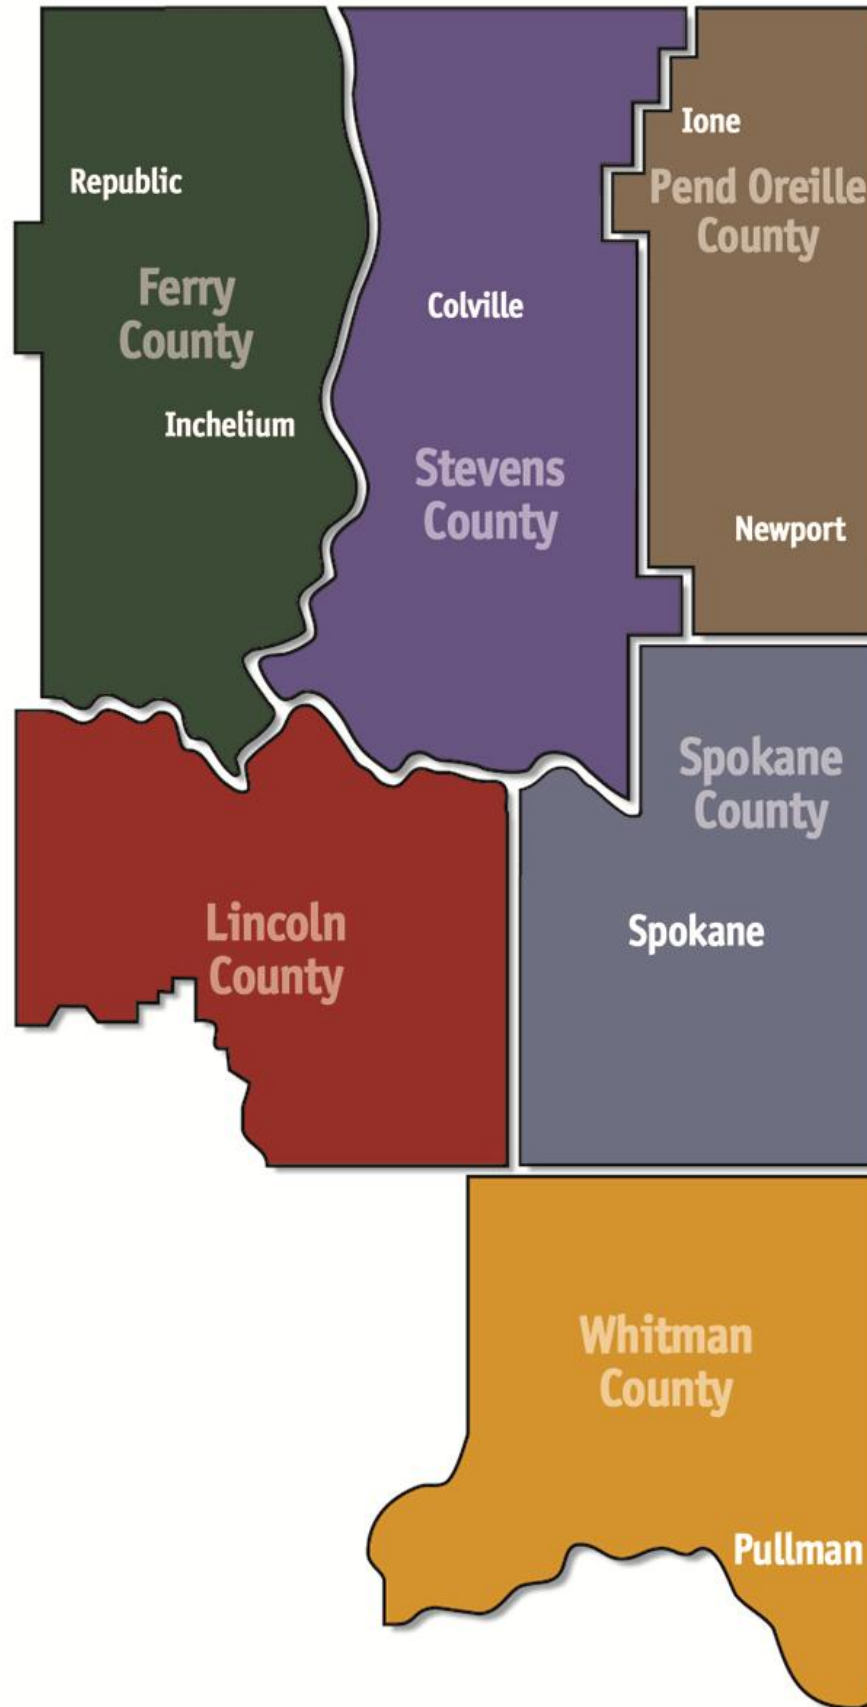 Ione
Republic
Pend Oreille
County
Ferry
County
Colville
Inchelium
Stevens
County
Newport
Spokane
County
Lincoln
County
Spokane
Whitman
County
Pullman